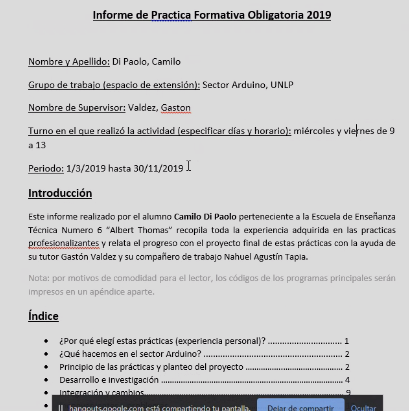 Informe de Practica Formativa Obligatoria 2019
Nombre y Apellido: Di Paolo, Camilo
Grupo de trabajo (espacio de extensión): Sector Arduino, UNLP
Nombre de Supervisor: Valdez, Gaston
Turno en el que realizó la actividad (especificar días y horario): miércoles y viernes de 9
a 13
Periodo: 1/3/2019 hasta 30/11/2019
Introducción
Este informe realizado por el alumno Camilo Di Paolo perteneciente a la Escuela de Enseñanza
Técnica Numero 6 “Albert Thomas” recopila toda la experiencia adquirida en las practicas
profesionalizantes y relata el progreso con el proyecto final de estas prácticas con la ayuda de
su tutor Gastón Valdez y su compañero de trabajo Nahuel Agustín Tapia.
Nota: por motivos de comodidad para el lector, los códigos de los programas principales serán
impresos en un apéndice aparte.
Índice
• ¿Por qué elegí estas prácticas (experiencia personal)? ........................ 1
• ¿Qué hacemos en el sector Arduino? ............................................. 2
• Principio de las prácticas y planteo del proyecto ................................ 2
• Desarrollo e Investigación ............................................................. 4
• Integración y cambios ................................................................. 9
hangouts.google.com está compartiendo tu pantalla. Dejar de compartir Ocultar